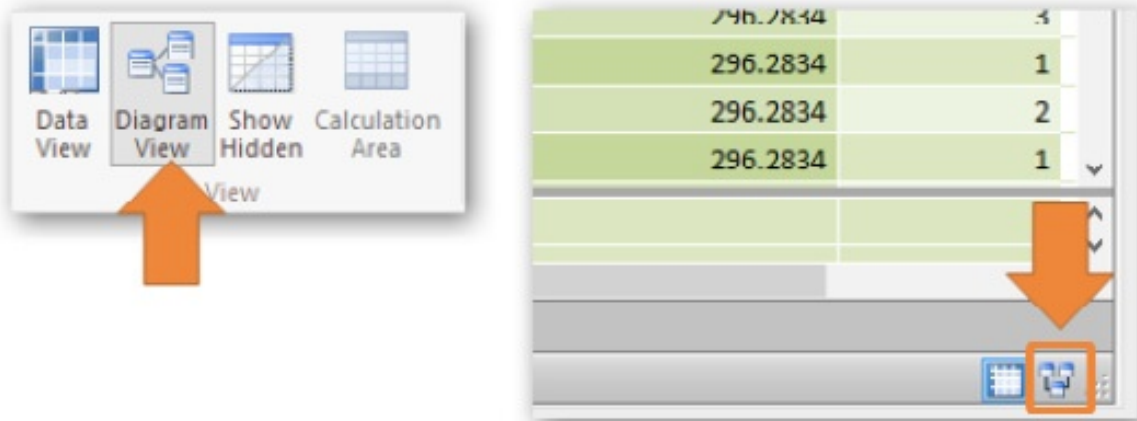 Data View
Diagram View
Show Hidden
Calculation Area
View
296.2834 3
296.2834 1
296.2834 2
296.2834 1